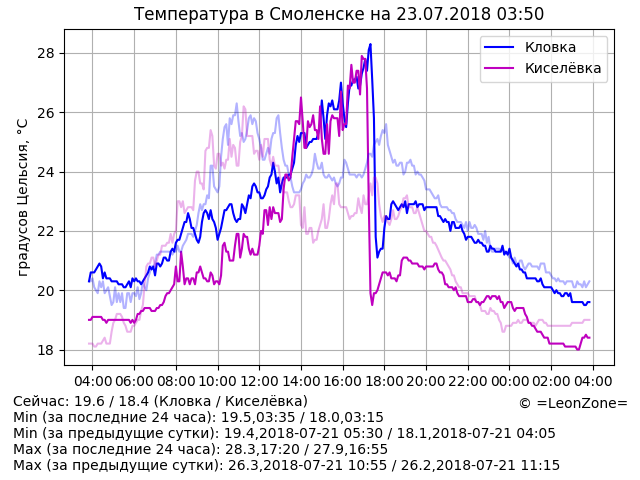 Температура в Смоленске на 23.07.2018 03:50
Кловка
Киселёвка
градусов Цельсия, °C
28
26
24
22
20
18
04:00 06:00 08:00 10:00 12:00 14:00 16:00 18:00 20:00 22:00 00:00 02:00 04:00
Сейчас: 19.6 / 18.4 (Кловка / Киселёвка)
© =LeonZone=
Min (за последние 24 часа): 19.5,03:35 / 18.0,03:15
Min (за предыдущие сутки): 19.4,2018-07-21 05:30 / 18.1,2018-07-21 04:05
Max (за последние 24 часа): 28.3,17:20 / 27.9,16:55
Max (за предыдущие сутки): 26.3,2018-07-21 10:55 / 26.2,2018-07-21 11:15